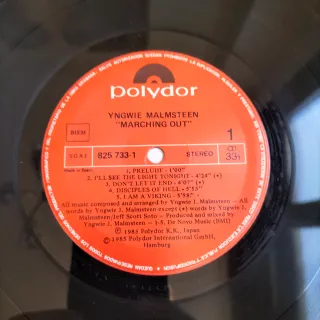 polydor
YNGWIE MALMSTEEN
"MARCHING OUT"
BIEM
S.G.A.E.
825 733-1
STEREO
1
33⅓
Made in Spain
1. PRELUDE - 1'00"
2. I'LL SEE THE LIGHT TONIGHT - 4'24" (+)
3. DON'T LET IT END - 4'07" (+)
4. DISCIPLES OF HELL - 5'53"
5. I AM A VIKING - 5'58"
All music composed and arranged by Yngwie J. Malmsteen - All
words by Yngwie J. Malmsteen except (+) words by Yngwie J.
Malmsteen/Jeff Scott Soto - Produced and mixed by
Yngwie J. Malmsteen - 1-5. De Novo Music (BMI)
℗ 1985 Polydor K.K., Japan
© 1985 Polydor International GmbH,
Hamburg